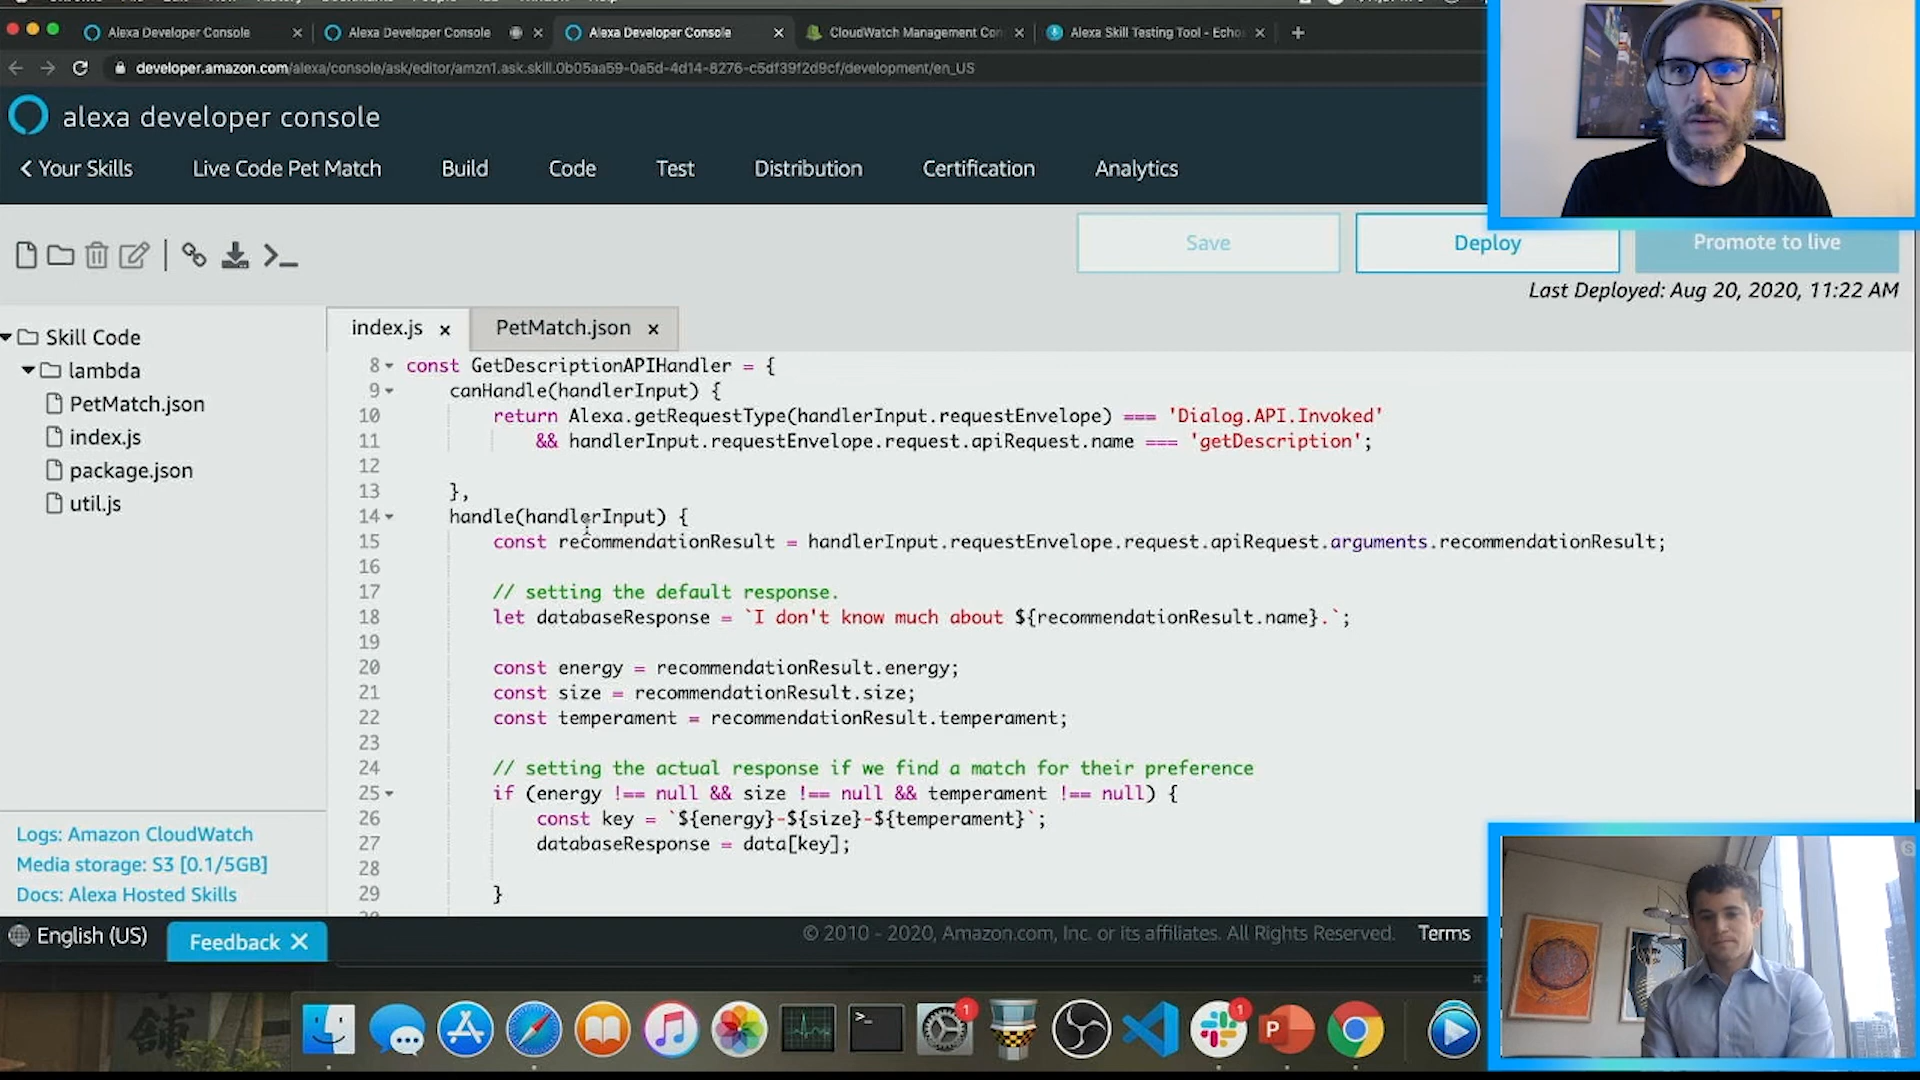 Alexa Developer Console
Alexa Developer Console
Alexa Developer Console
CloudWatch Management Con
Alexa Skill Testing Tool - Echo
developer.amazon.com/alexa/console/ask/editor/amzn1.ask.skill.0b05aa59-0a5d-4d14-8276-c5df39f2d9cf/development/en_US
alexa developer console
Your Skills
Live Code Pet Match
Build
Code
Test
Distribution
Certification
Analytics
Save
Deploy
Promote to live
Last Deployed: Aug 20, 2020, 11:22 AM
Skill Code
lambda
PetMatch.json
index.js
package.json
util.js
index.js
PetMatch.json
8 const GetDescriptionAPIHandler = {
9 canHandle(handlerInput) {
10 return Alexa.getRequestType(handlerInput.requestEnvelope) === 'Dialog.API.Invoked'
11 && handlerInput.requestEnvelope.request.apiRequest.name === 'getDescription';
12
13 },
14 handle(handlerInput) {
15 const recommendationResult = handlerInput.requestEnvelope.request.apiRequest.arguments.recommendationResult;
16
17 // setting the default response.
18 let databaseResponse = `I don't know much about ${recommendationResult.name}.`;
19
20 const energy = recommendationResult.energy;
21 const size = recommendationResult.size;
22 const temperament = recommendationResult.temperament;
23
24 // setting the actual response if we find a match for their preference
25 if (energy !== null && size !== null && temperament !== null) {
26 const key = `${energy}-${size}-${temperament}`;
27 databaseResponse = data[key];
28
29 }
Logs: Amazon CloudWatch
Media storage: S3 [0.1/5GB]
Docs: Alexa Hosted Skills
English (US)
Feedback
© 2010 - 2020, Amazon.com, Inc. or its affiliates. All Rights Reserved.
Terms
1
1